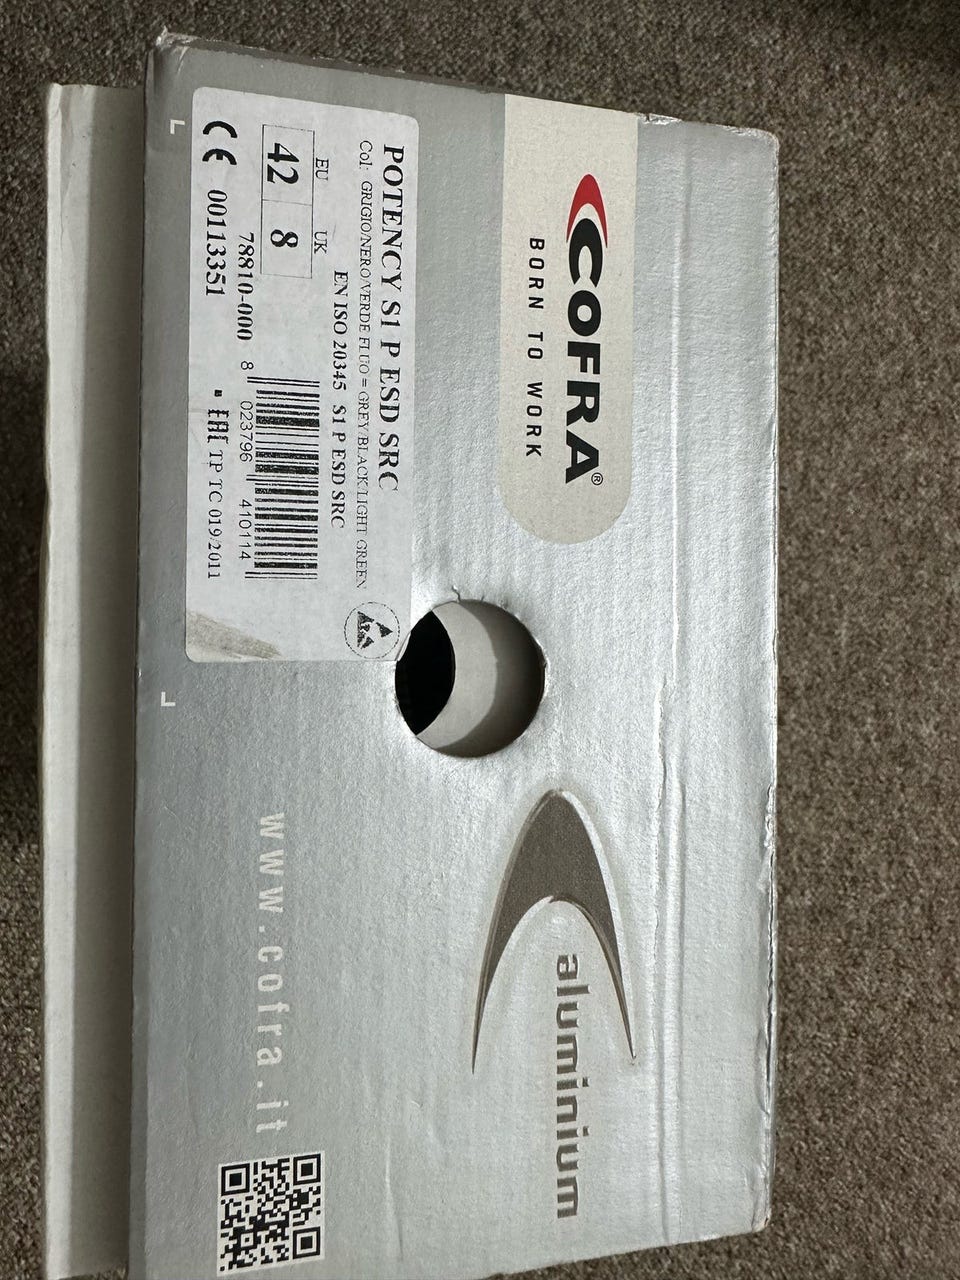 COFRA®
BORN TO WORK
POTENCY S1 P ESD SRC
Col: GRIGIO/NERO/VERDE FLUO = GREY/BLACK/LIGHT GREEN
EN ISO 20345 S1 P ESD SRC
EU UK
42 8
78810-000
8 023796 410114
CE 00113351
EAC TP TC 019/2011
aluminium
www.cofra.it